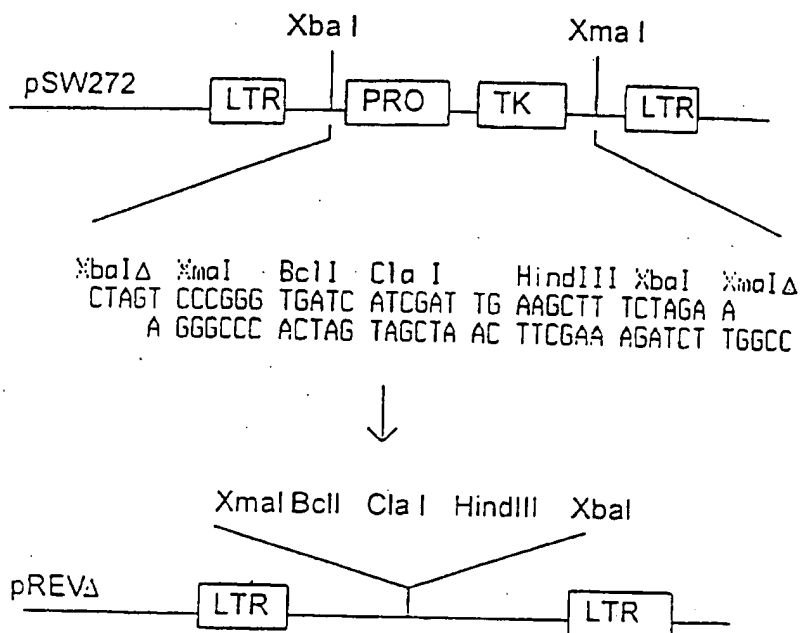 Xba I Xma I
pSW272
LTR PRO TK LTR
XbaIΔ XmaI BclI Cla I HindIII XbaI XmaIΔ
CTAGT CCCGGG TGATC ATCGAT TG AAGCTT TCTAGA A
A GGGCCC ACTAG TAGCTA AC TTCGAA AGATCT TGGCC
XmaI BclI Cla I HindIII XbaI
pREVΔ
LTR LTR